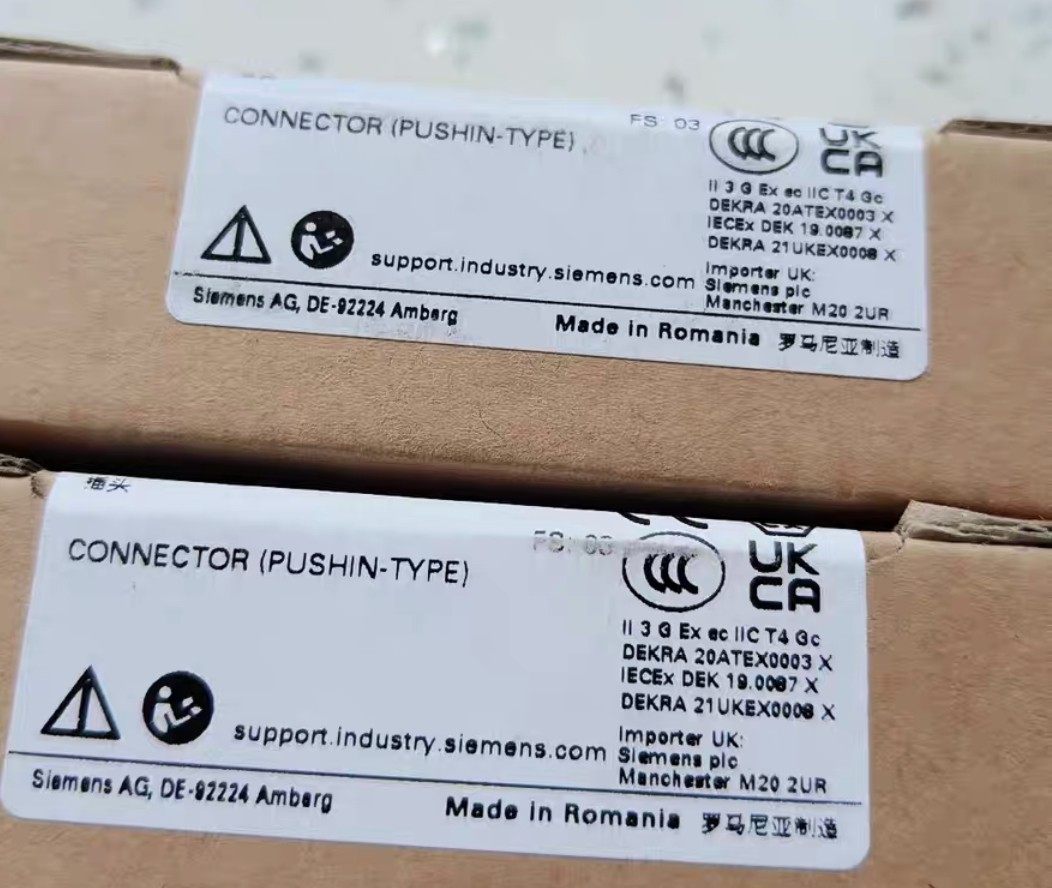 CONNECTOR (PUSHIN-TYPE)
FS: 03
CCC
UK
CA
II 3 G Ex ec IIC T4 Gc
DEKRA 20ATEX0003 X
IECEx DEK 19.0087 X
DEKRA 21UKEX0008 X
support.industry.siemens.com
Importer UK:
Siemens plc
Manchester M20 2UR
Siemens AG, DE-92224 Amberg
Made in Romania 罗马尼亚制造
插头
CONNECTOR (PUSHIN-TYPE)
FS: 03
CCC
UK
CA
II 3 G Ex ec IIC T4 Gc
DEKRA 20ATEX0003 X
IECEx DEK 19.0087 X
DEKRA 21UKEX0008 X
support.industry.siemens.com
Importer UK:
Siemens plc
Manchester M20 2UR
Siemens AG, DE-92224 Amberg
Made in Romania 罗马尼亚制造